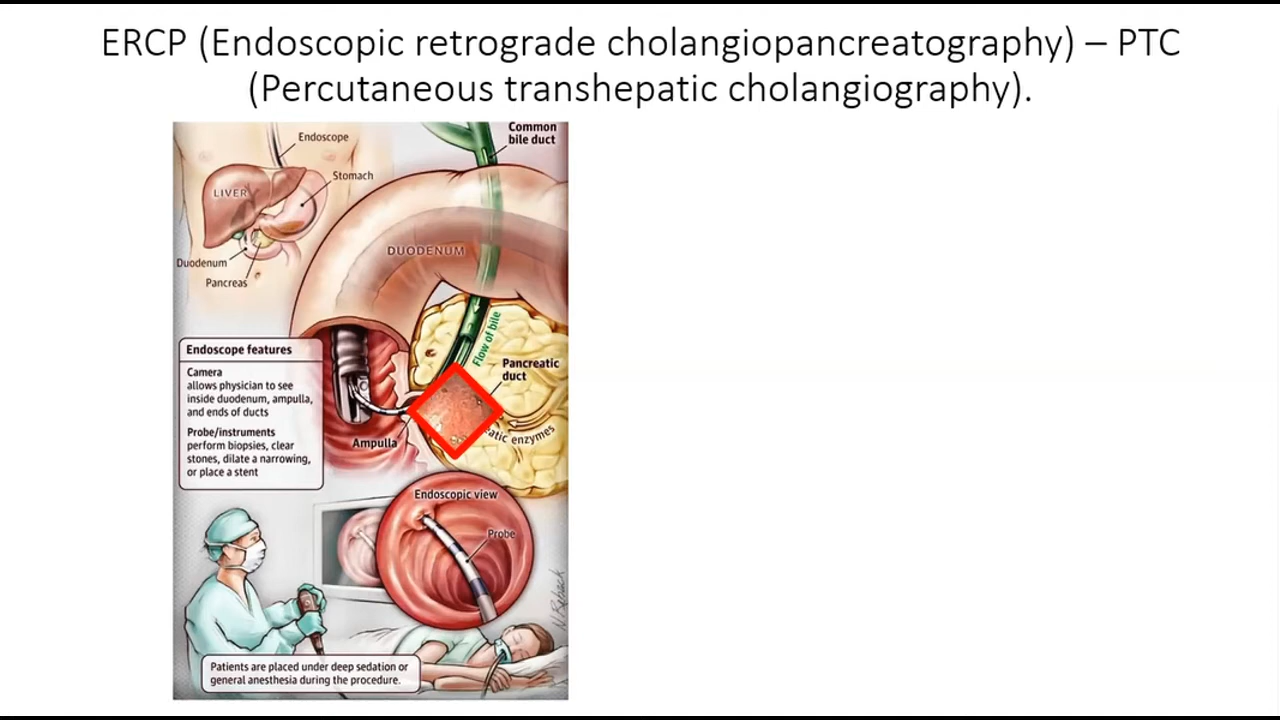 ERCP (Endoscopic retrograde cholangiopancreatography) – PTC
(Percutaneous transhepatic cholangiography).
Endoscope
LIVER
Stomach
Duodenum
Pancreas
Common
bile duct
DUODENUM
Flow of bile
Pancreatic
duct
enzymes
Ampulla
Endoscope features
Camera
allows physician to see
inside duodenum, ampulla,
and ends of ducts
Probe/instruments
perform biopsies, clear
stones, dilate a narrowing,
or place a stent
Endoscopic view
Probe
Patients are placed under deep sedation or
general anesthesia during the procedure.